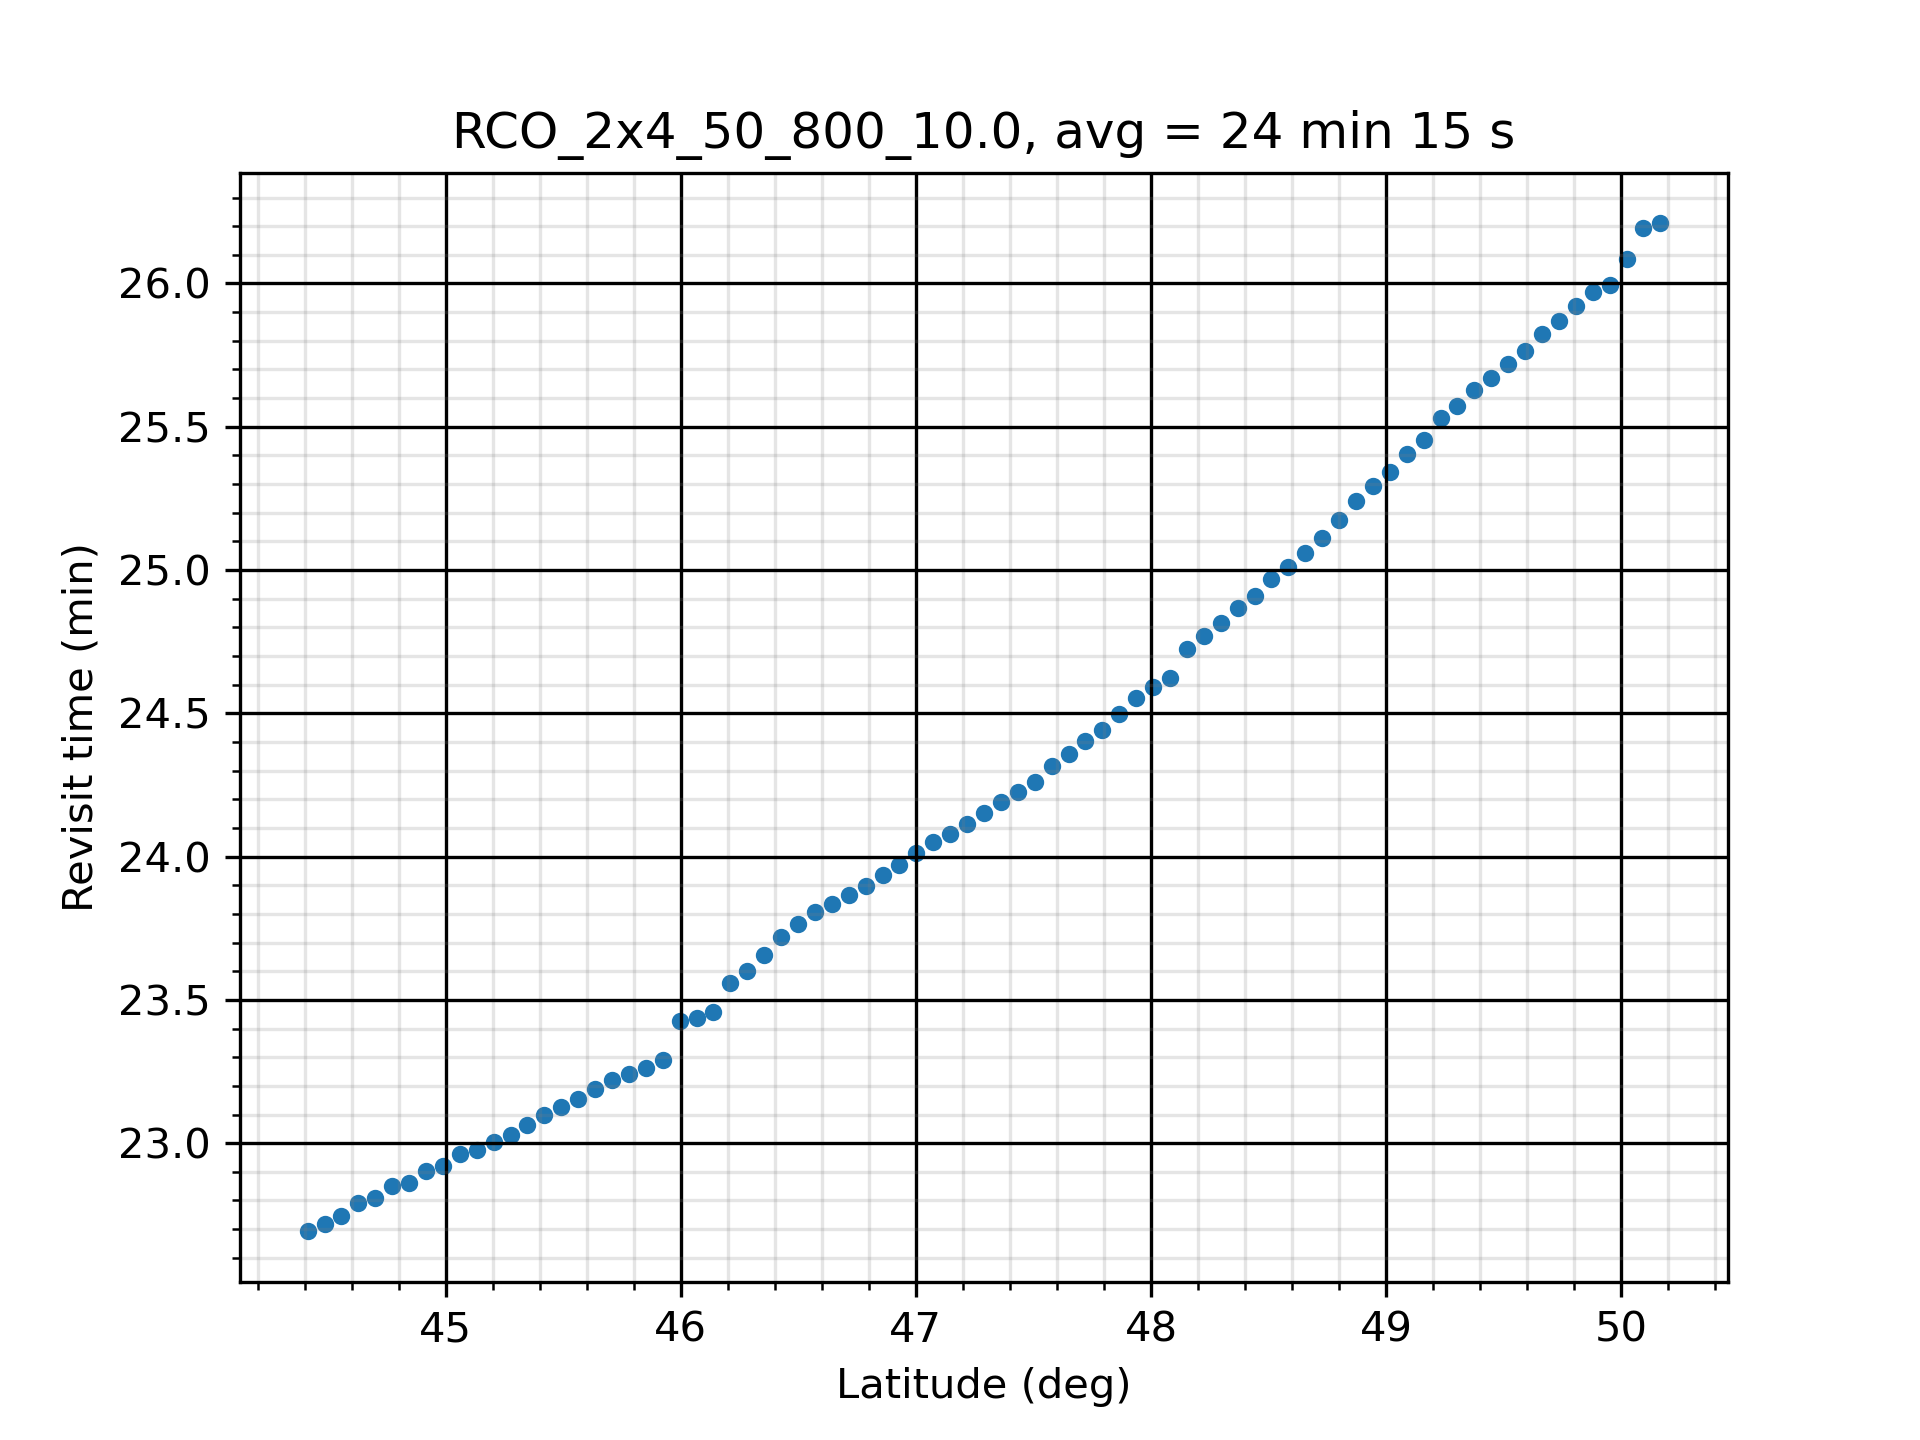 RCO_2x4_50_800_10.0, avg = 24 min 15 s
Revisit time (min)
26.0
25.5
25.0
24.5
24.0
23.5
23.0
45 46 47 48 49 50
Latitude (deg)